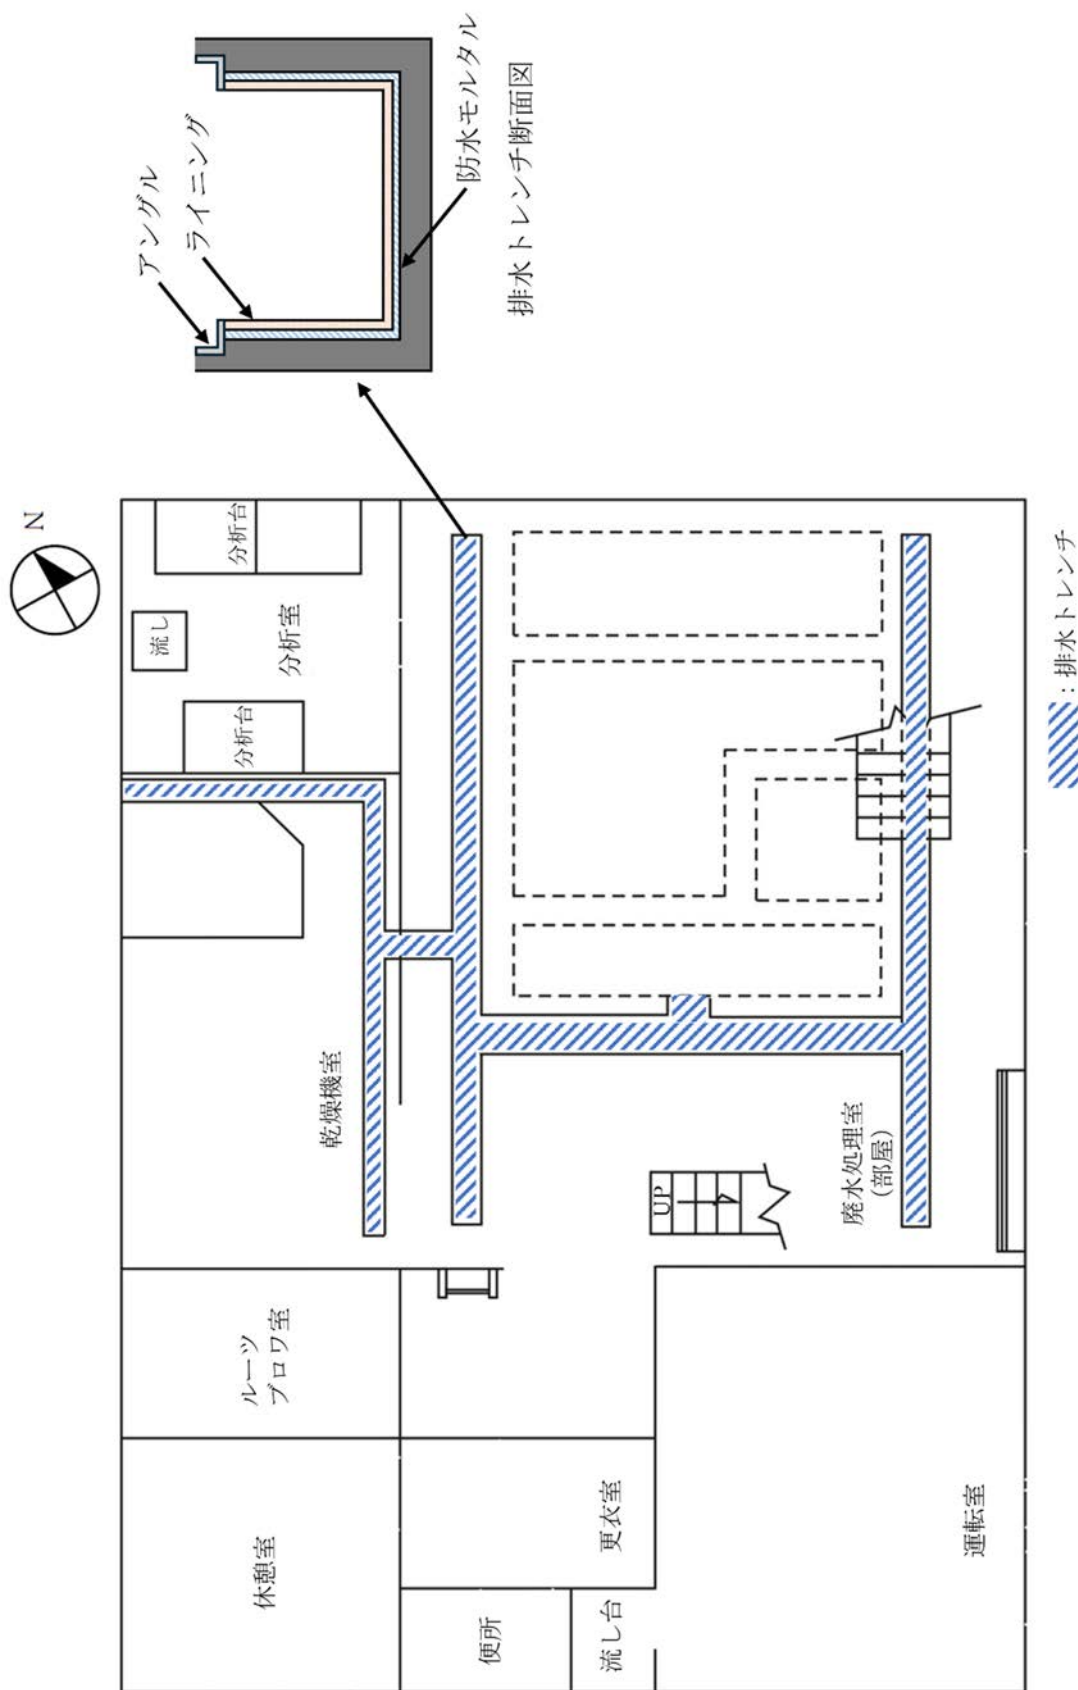 N
アングル
ライニング
防水モルタル
排水トレンチ断面図
分析台
流し
分析室
分析台
乾燥機室
UP
廃水処理室
(部屋)
ルーツ
ブロワ室
休憩室
更衣室
便所
流し台
運転室
：排水トレンチ